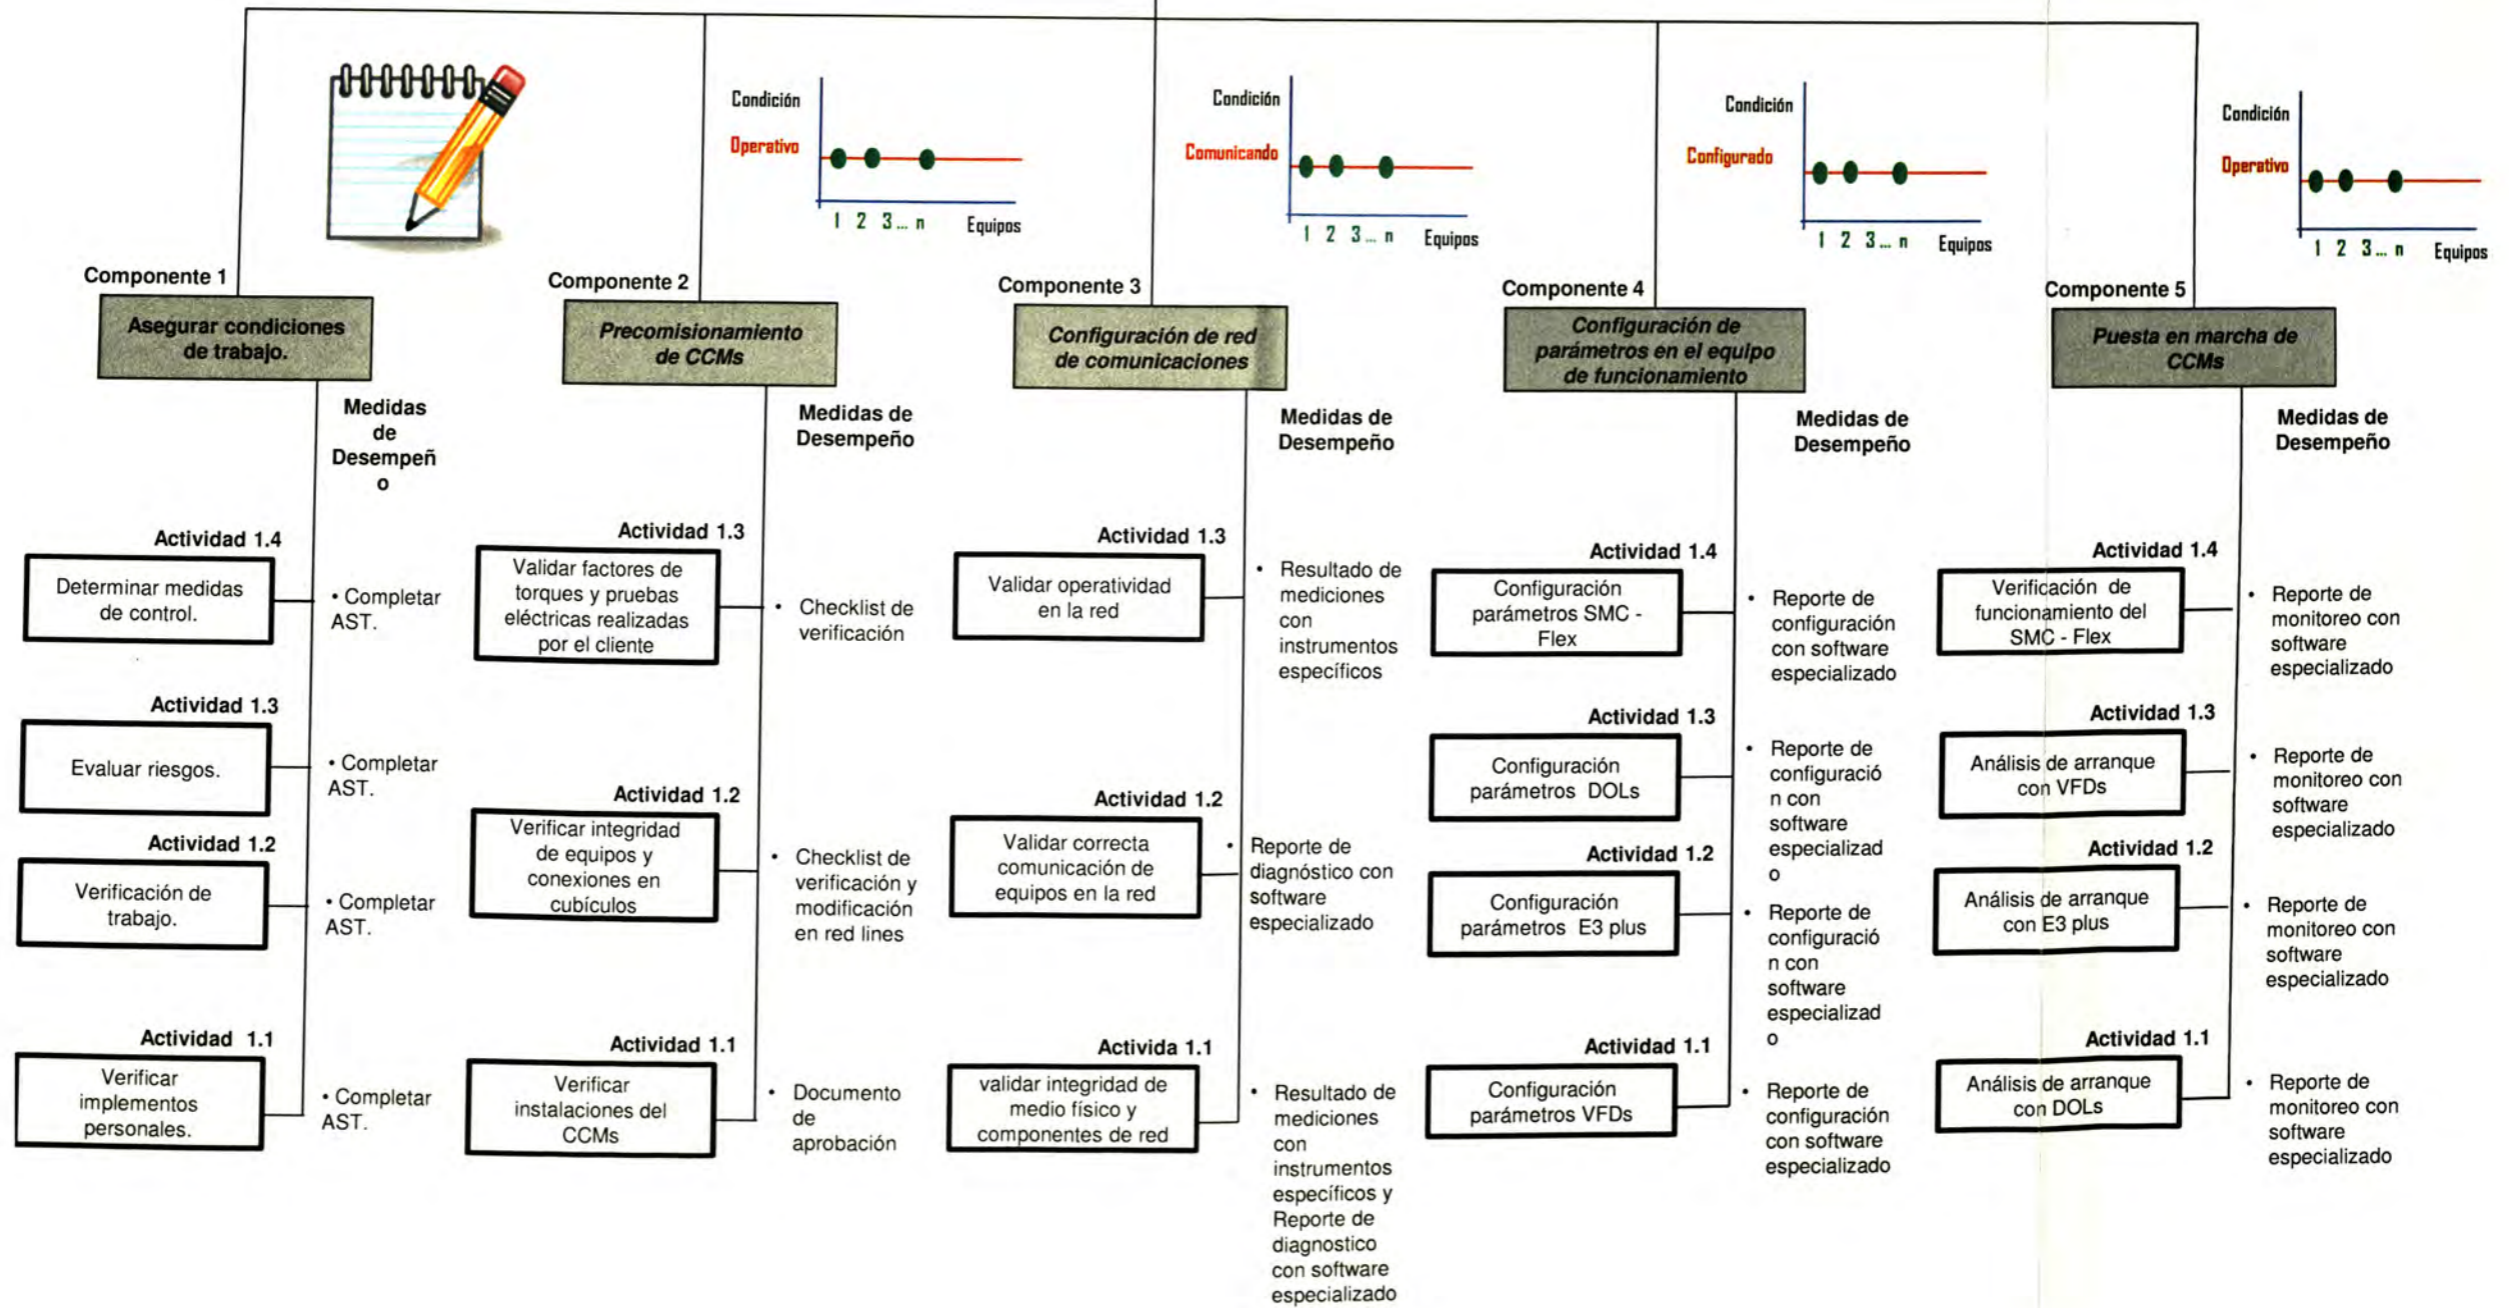 Componente 1
Asegurar condiciones
de trabajo.
Medidas
de
Desempeñ
o
Actividad 1.4
Determinar medidas
de control.
• Completar
AST.
Actividad 1.3
Evaluar riesgos.
• Completar
AST.
Actividad 1.2
Verificación de
trabajo.
• Completar
AST.
Actividad 1.1
Verificar
implementos
personales.
• Completar
AST.
Condición
Operativo
1 2 3... n Equipos
Componente 2
Precomisionamiento
de CCMs
Medidas de
Desempeño
Actividad 1.3
Validar factores de
torques y pruebas
eléctricas realizadas
por el cliente
• Checklist de
verificación
Actividad 1.2
Verificar integridad
de equipos y
conexiones en
cubículos
• Checklist de
verificación y
modificación
en red lines
Actividad 1.1
Verificar
instalaciones del
CCMs
• Documento
de
aprobación
Condición
Comunicando
1 2 3... n Equipos
Componente 3
Configuración de red
de comunicaciones
Medidas de
Desempeño
Actividad 1.3
Validar operatividad
en la red
• Resultado de
mediciones
con
instrumentos
específicos
Actividad 1.2
Validar correcta
comunicación de
equipos en la red
• Reporte de
diagnóstico con
software
especializado
Activida 1.1
validar integridad de
medio físico y
componentes de red
• Resultado de
mediciones
con
instrumentos
específicos y
Reporte de
diagnostico
con software
especializado
Condición
Configurado
1 2 3... n Equipos
Componente 4
Configuración de
parámetros en el equipo
de funcionamiento
Medidas de
Desempeño
Actividad 1.4
Configuración
parámetros SMC -
Flex
• Reporte de
configuración
con software
especializado
Actividad 1.3
Configuración
parámetros DOLs
• Reporte de
configuració
n con
software
especializad
o
Actividad 1.2
Configuración
parámetros E3 plus
• Reporte de
configuració
n con
software
especializad
o
Actividad 1.1
Configuración
parámetros VFDs
• Reporte de
configuración
con software
especializado
Condición
Operativo
1 2 3... n Equipos
Componente 5
Puesta en marcha de
CCMs
Medidas de
Desempeño
Actividad 1.4
Verificación de
funcionamiento del
SMC - Flex
• Reporte de
monitoreo con
software
especializado
Actividad 1.3
Análisis de arranque
con VFDs
• Reporte de
monitoreo con
software
especializado
Actividad 1.2
Análisis de arranque
con E3 plus
• Reporte de
monitoreo con
software
especializado
Actividad 1.1
Análisis de arranque
con DOLs
• Reporte de
monitoreo con
software
especializado